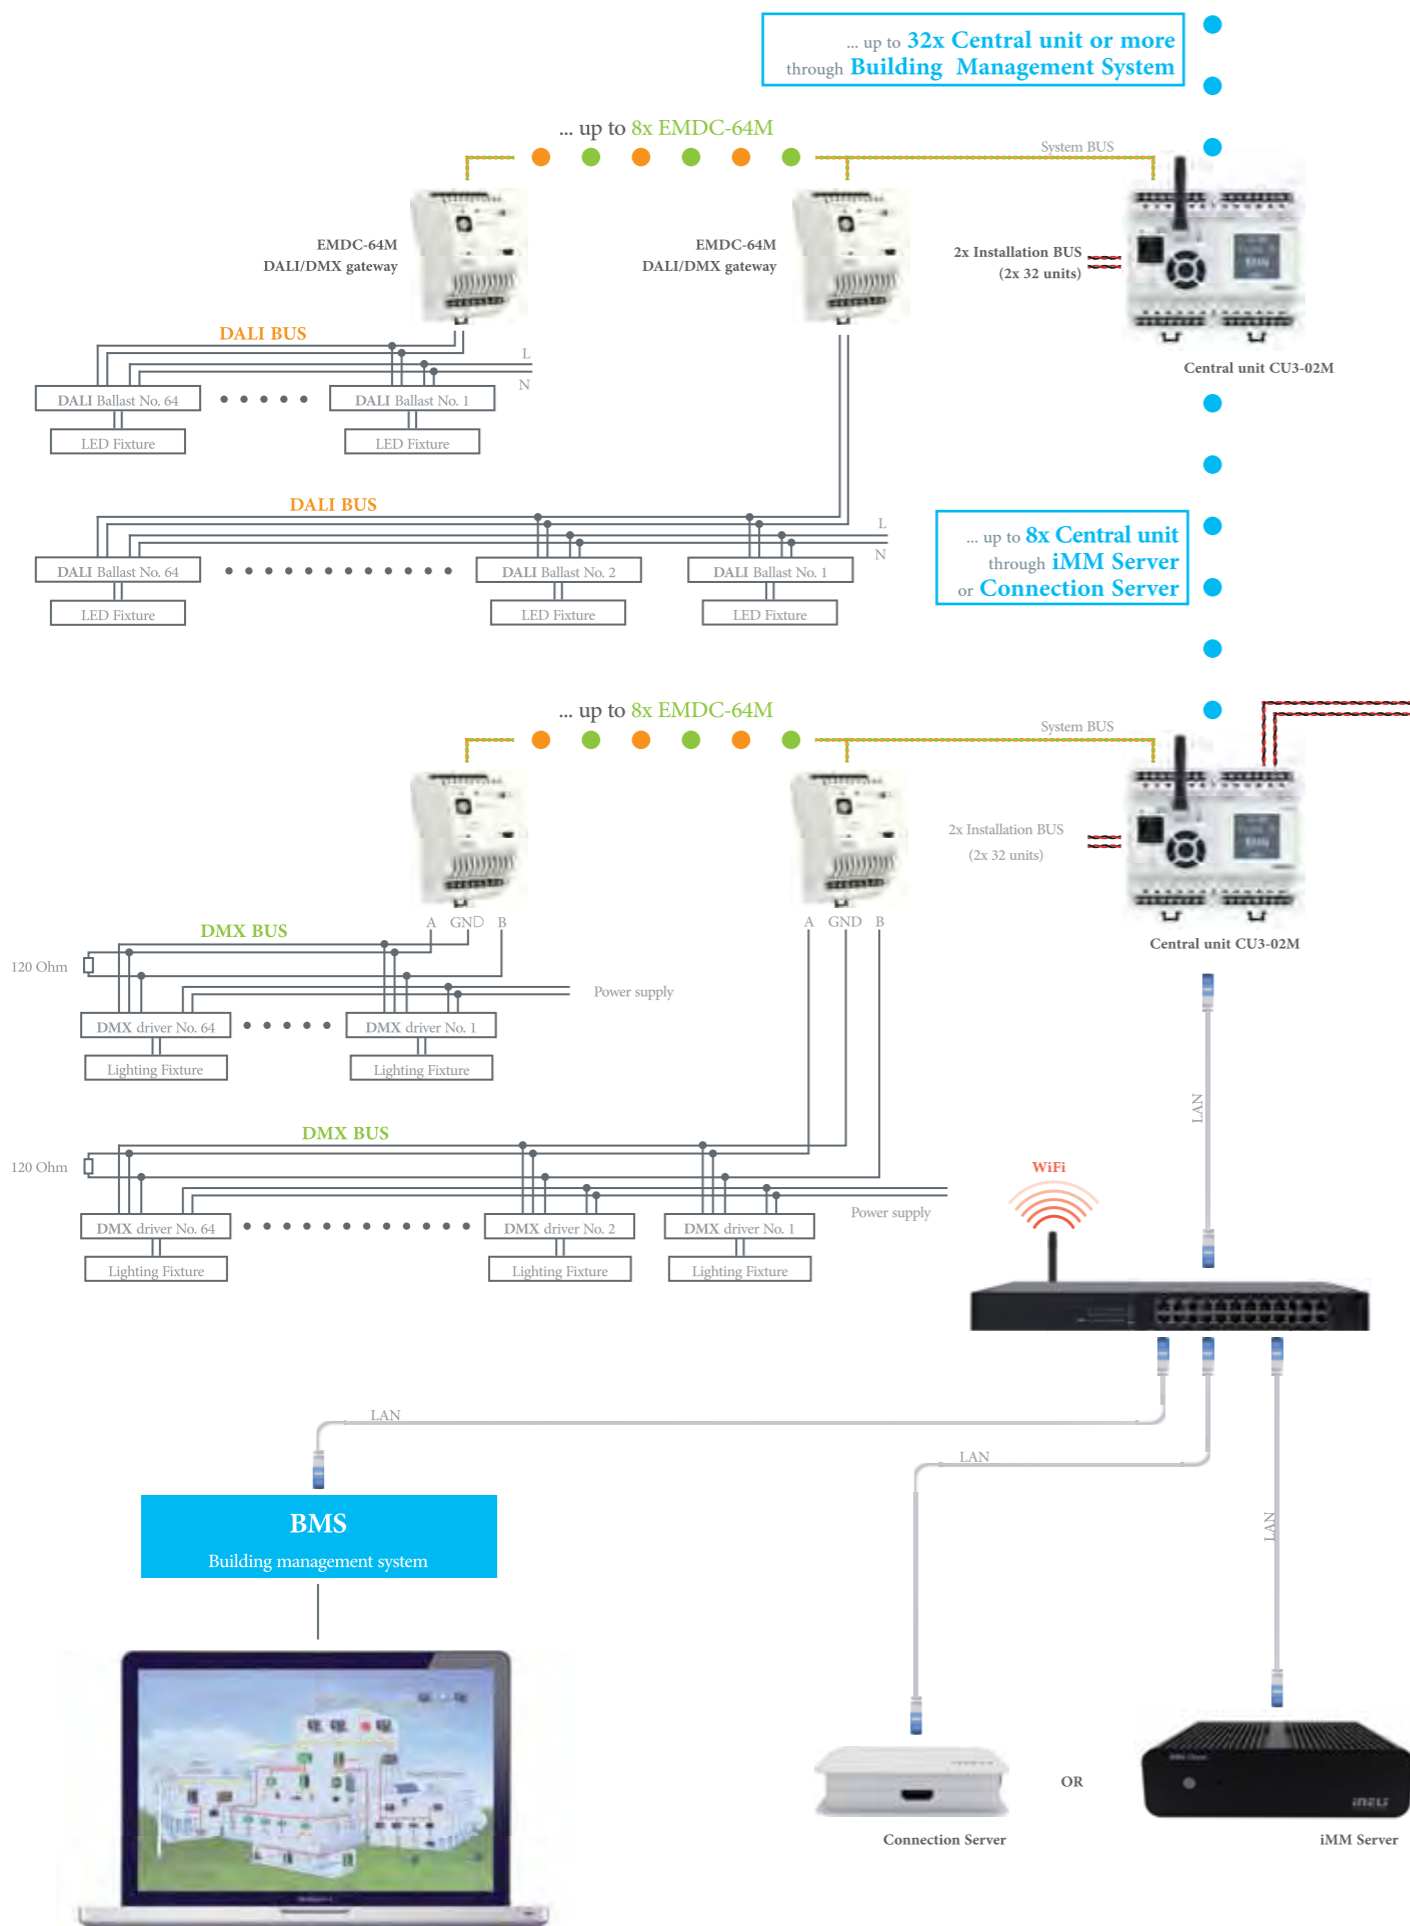 ... up to 32x Central unit or more
through Building Management System
... up to 8x EMDC-64M
System BUS
EMDC-64M
DALI/DMX gateway
EMDC-64M
DALI/DMX gateway
2x Installation BUS
(2x 32 units)
Central unit CU3-02M
DALI BUS
L
N
DALI Ballast No. 64
DALI Ballast No. 1
LED Fixture
LED Fixture
DALI BUS
L
N
DALI Ballast No. 64
DALI Ballast No. 2
DALI Ballast No. 1
LED Fixture
LED Fixture
LED Fixture
... up to 8x Central unit
through iMM Server
or Connection Server
... up to 8x EMDC-64M
System BUS
2x Installation BUS
(2x 32 units)
Central unit CU3-02M
A GND B
A GND B
DMX BUS
120 Ohm
Power supply
DMX driver No. 64
DMX driver No. 1
Lighting Fixture
Lighting Fixture
LAN
DMX BUS
120 Ohm
Power supply
DMX driver No. 64
DMX driver No. 2
DMX driver No. 1
Lighting Fixture
Lighting Fixture
Lighting Fixture
WiFi
LAN
LAN
LAN
BMS
Building management system
OR
iNELS
Connection Server
iMM Server